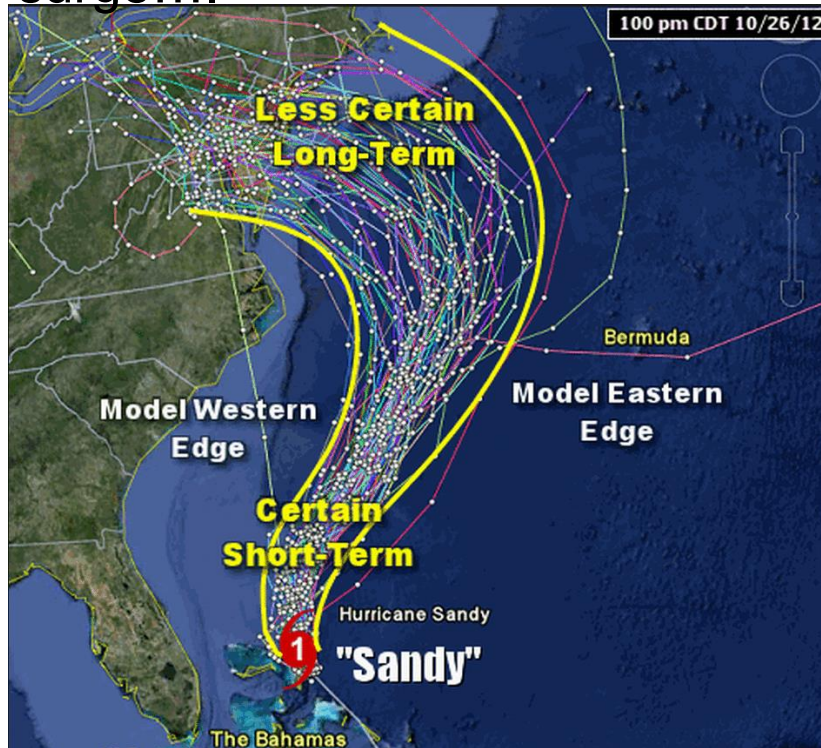 100 pm CDT 10/26/12
Less Certain
Long-Term
Bermuda
Model Western
Edge
Model Eastern
Edge
Certain
Short-Term
Hurricane Sandy
1
"Sandy"
The Bahamas